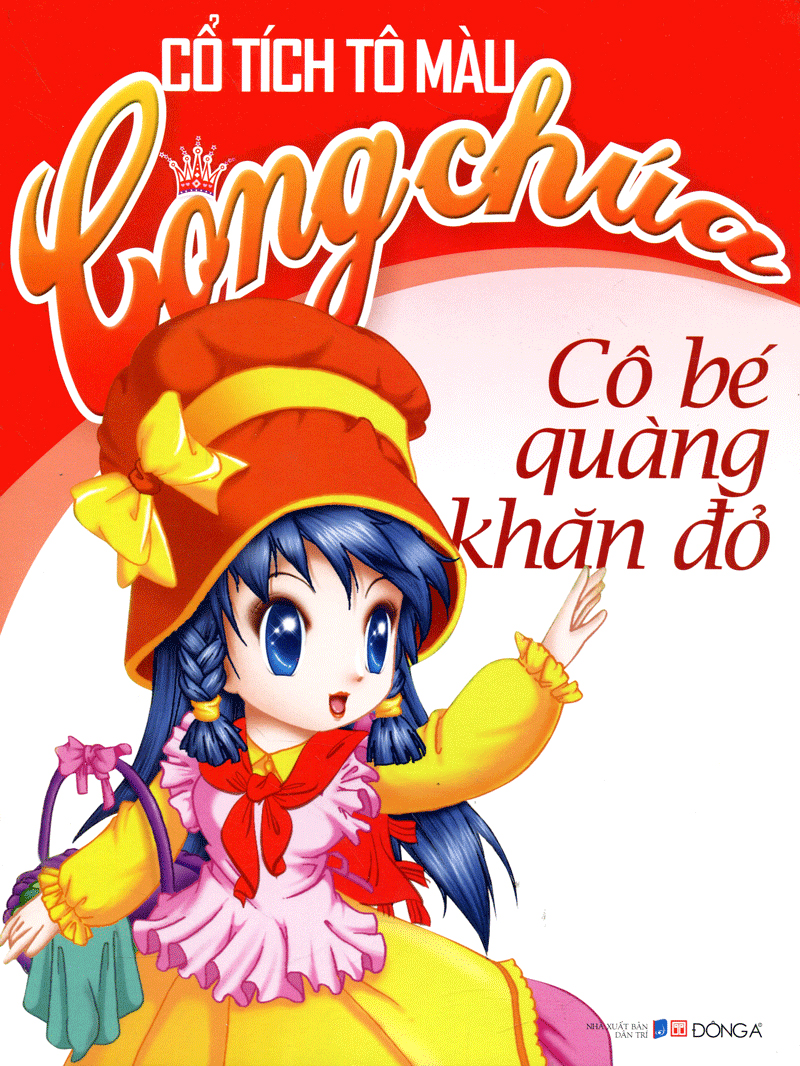 CỔ TÍCH TÔ MÀU
Công chúa
Cô bé
quàng
khăn đỏ
NHÀ XUẤT BẢN
DÂN TRÍ
ĐÔNG A